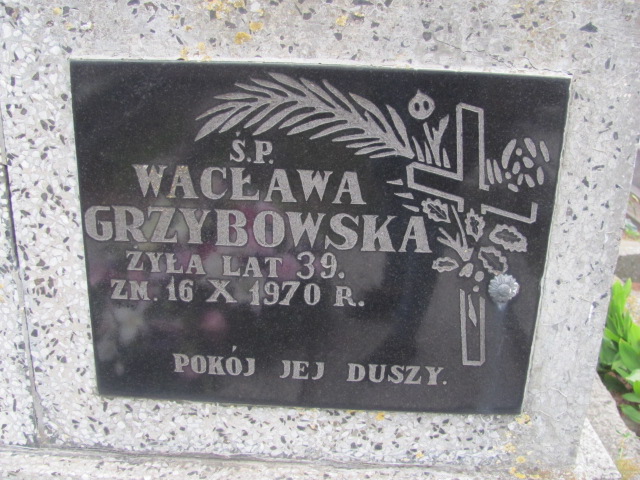 Ś.P.
WACŁAWA
GRZYBOWSKA
ŻYŁA LAT 39.
ZM. 16 X 1970 R.
POKÓJ JEJ DUSZY.